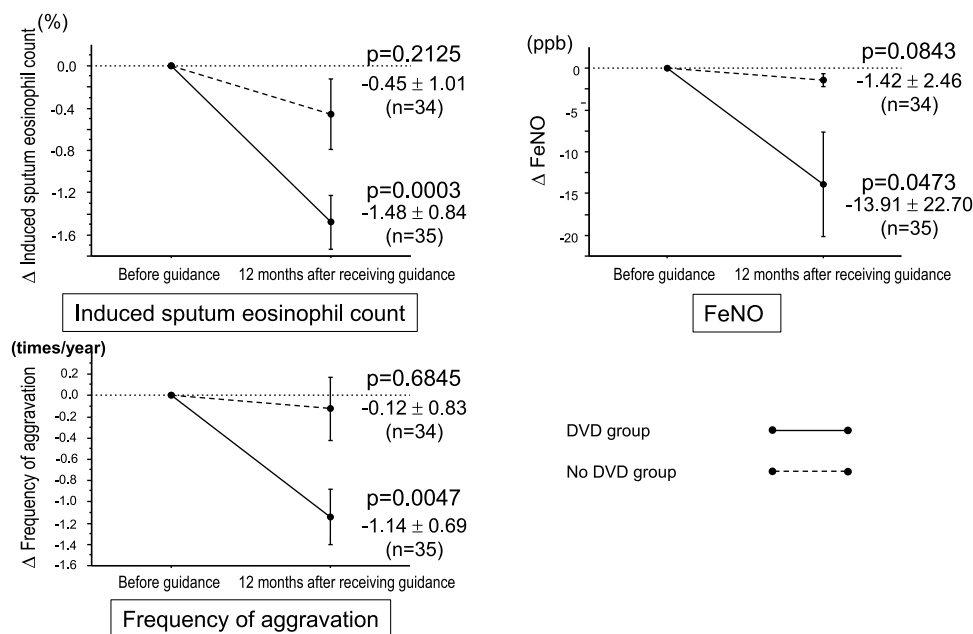 (%)
Δ Induced sputum eosinophil count
0.0
-0.4
-0.8
-1.2
-1.6
p=0.2125
-0.45 ± 1.01
(n=34)
p=0.0003
-1.48 ± 0.84
(n=35)
Before guidance 12 months after receiving guidance
Induced sputum eosinophil count
(ppb)
Δ FeNO
0
-5
-10
-15
-20
p=0.0843
-1.42 ± 2.46
(n=34)
p=0.0473
-13.91 ± 22.70
(n=35)
Before guidance 12 months after receiving guidance
FeNO
(times/year)
Δ Frequency of aggravation
0.2
0.0
-0.2
-0.4
-0.6
-0.8
-1.0
-1.2
-1.4
-1.6
p=0.6845
-0.12 ± 0.83
(n=34)
p=0.0047
-1.14 ± 0.69
(n=35)
Before guidance 12 months after receiving guidance
Frequency of aggravation
DVD group
No DVD group